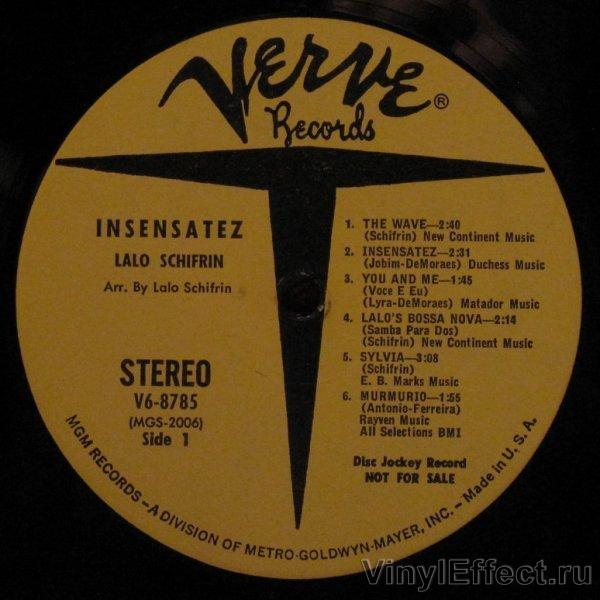 VERVE ®
Records
INSENSATEZ
LALO SCHIFRIN
Arr. By Lalo Schifrin
STEREO
V6-8785
(MGS-2006)
Side 1
1. THE WAVE—2:40
(Schifrin) New Continent Music
2. INSENSATEZ—2:31
(Jobim-DeMoraes) Duchess Music
3. YOU AND ME—1:45
(Voce E Eu)
(Lyra-DeMoraes) Matador Music
4. LALO'S BOSSA NOVA—2:14
(Samba Para Dos)
(Schifrin) New Continent Music
5. SYLVIA—3:08
(Schifrin)
E. B. Marks Music
6. MURMURIO—1:55
(Antonio-Ferreira)
Rayven Music
All Selections BMI
Disc Jockey Record
NOT FOR SALE
MGM RECORDS—A DIVISION OF METRO-GOLDWYN-MAYER, INC.—Made in U.S.A.
VinylEffect.ru